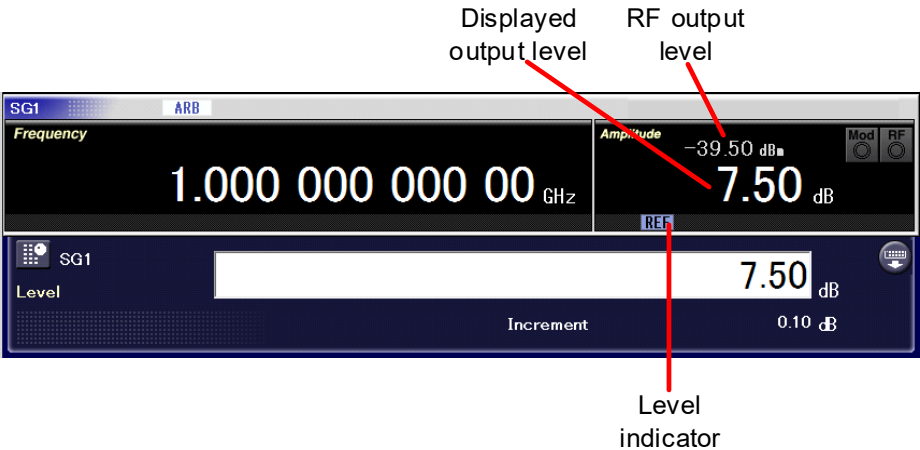 Displayed
output level
RF output
level
SG1
ARB
Frequency
1.000 000 000 00 GHz
Amplitude
-39.50 dBm
7.50 dB
Mod
RF
REF
SG1
Level
7.50 dB
Increment
0.10 dB
Level
indicator